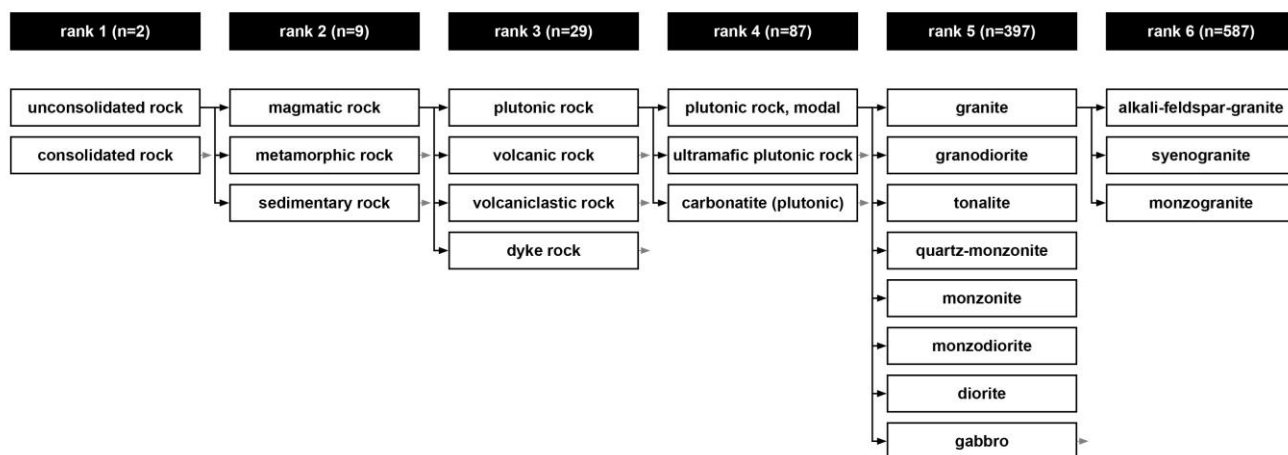 rank 1 (n=2)
rank 2 (n=9)
rank 3 (n=29)
rank 4 (n=87)
rank 5 (n=397)
rank 6 (n=587)
unconsolidated rock
consolidated rock
magmatic rock
metamorphic rock
sedimentary rock
plutonic rock
volcanic rock
volcaniclastic rock
dyke rock
plutonic rock, modal
ultramafic plutonic rock
carbonatite (plutonic)
granite
granodiorite
tonalite
quartz-monzonite
monzonite
monzodiorite
diorite
gabbro
alkali-feldspar-granite
syenogranite
monzogranite